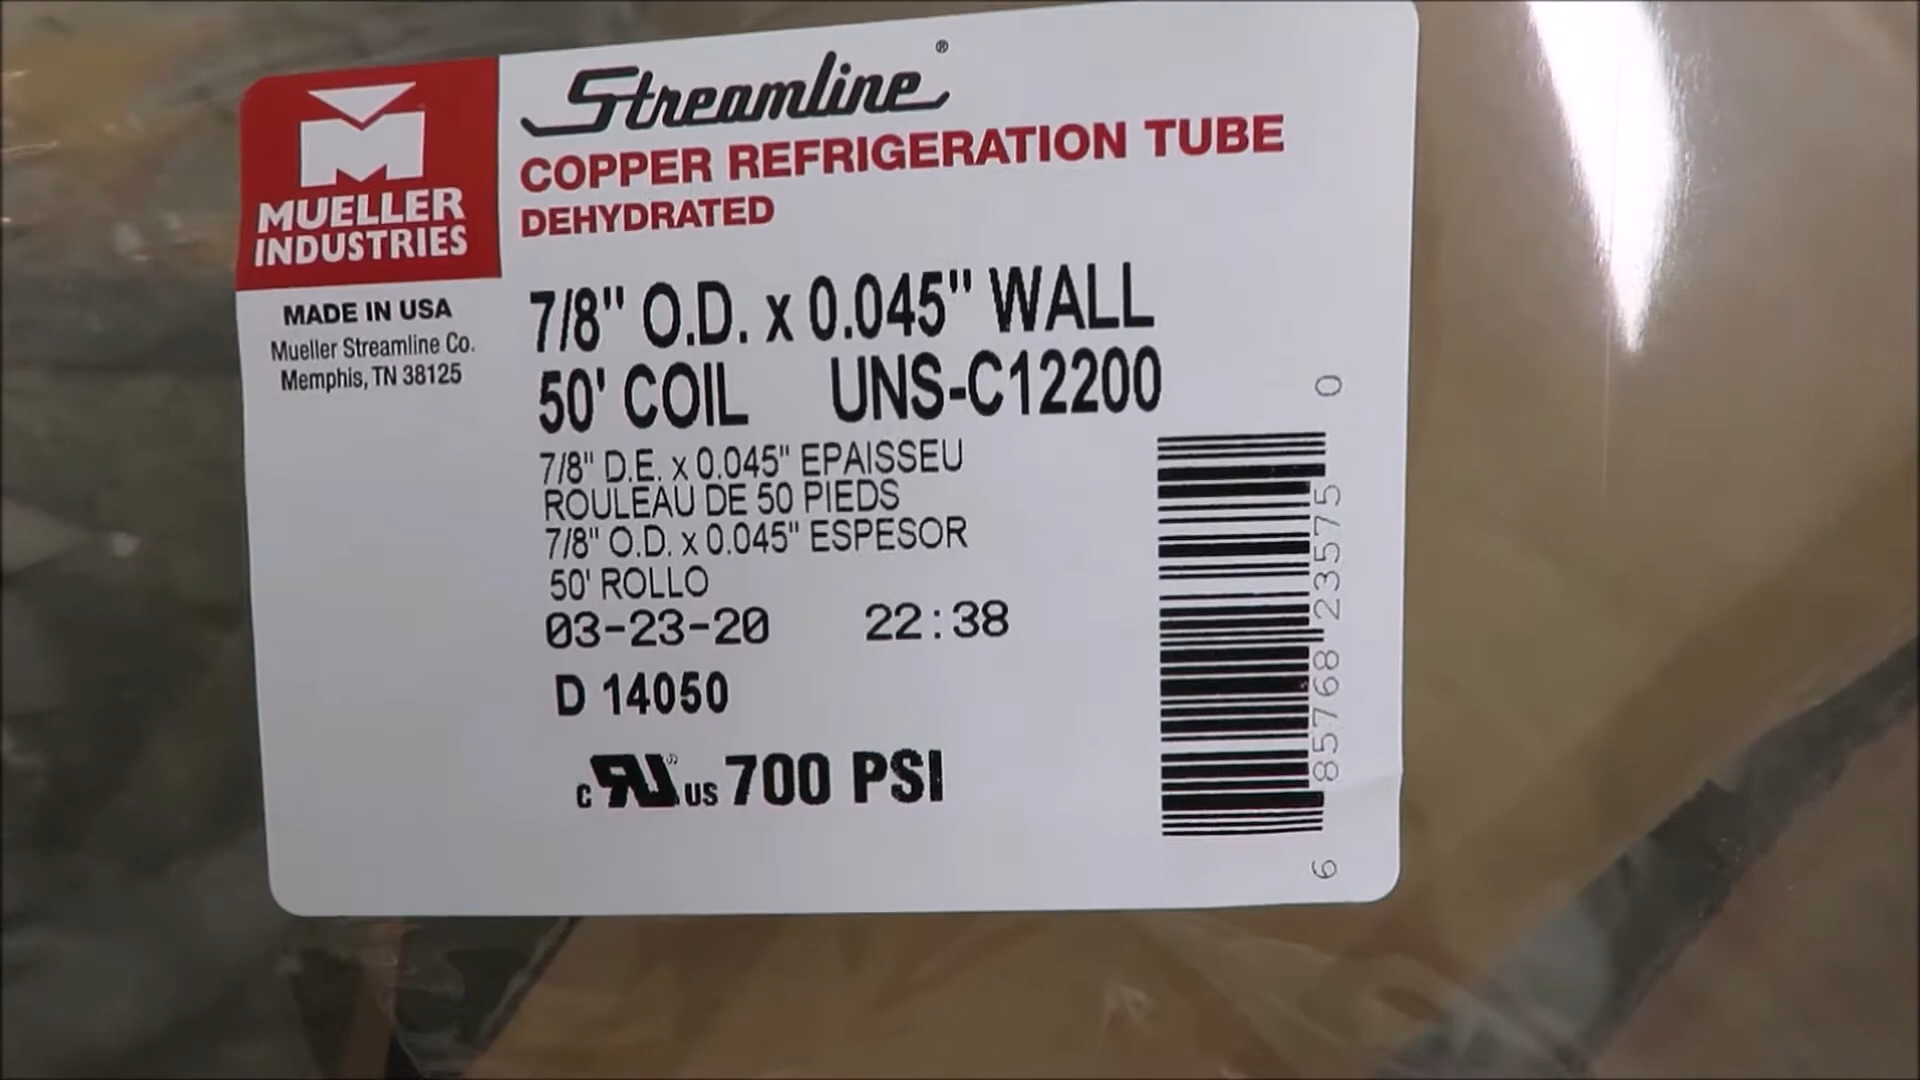 Streamline®
COPPER REFRIGERATION TUBE
DEHYDRATED
MUELLER
INDUSTRIES
MADE IN USA
Mueller Streamline Co.
Memphis, TN 38125
7/8" O.D. x 0.045" WALL
50' COIL UNS-C12200
7/8" D.E. x 0.045" EPAISSEU
ROULEAU DE 50 PIEDS
7/8" O.D. x 0.045" ESPESOR
50' ROLLO
03-23-20 22:38
D 14050
c RU us 700 PSI
6 85768 23575 0